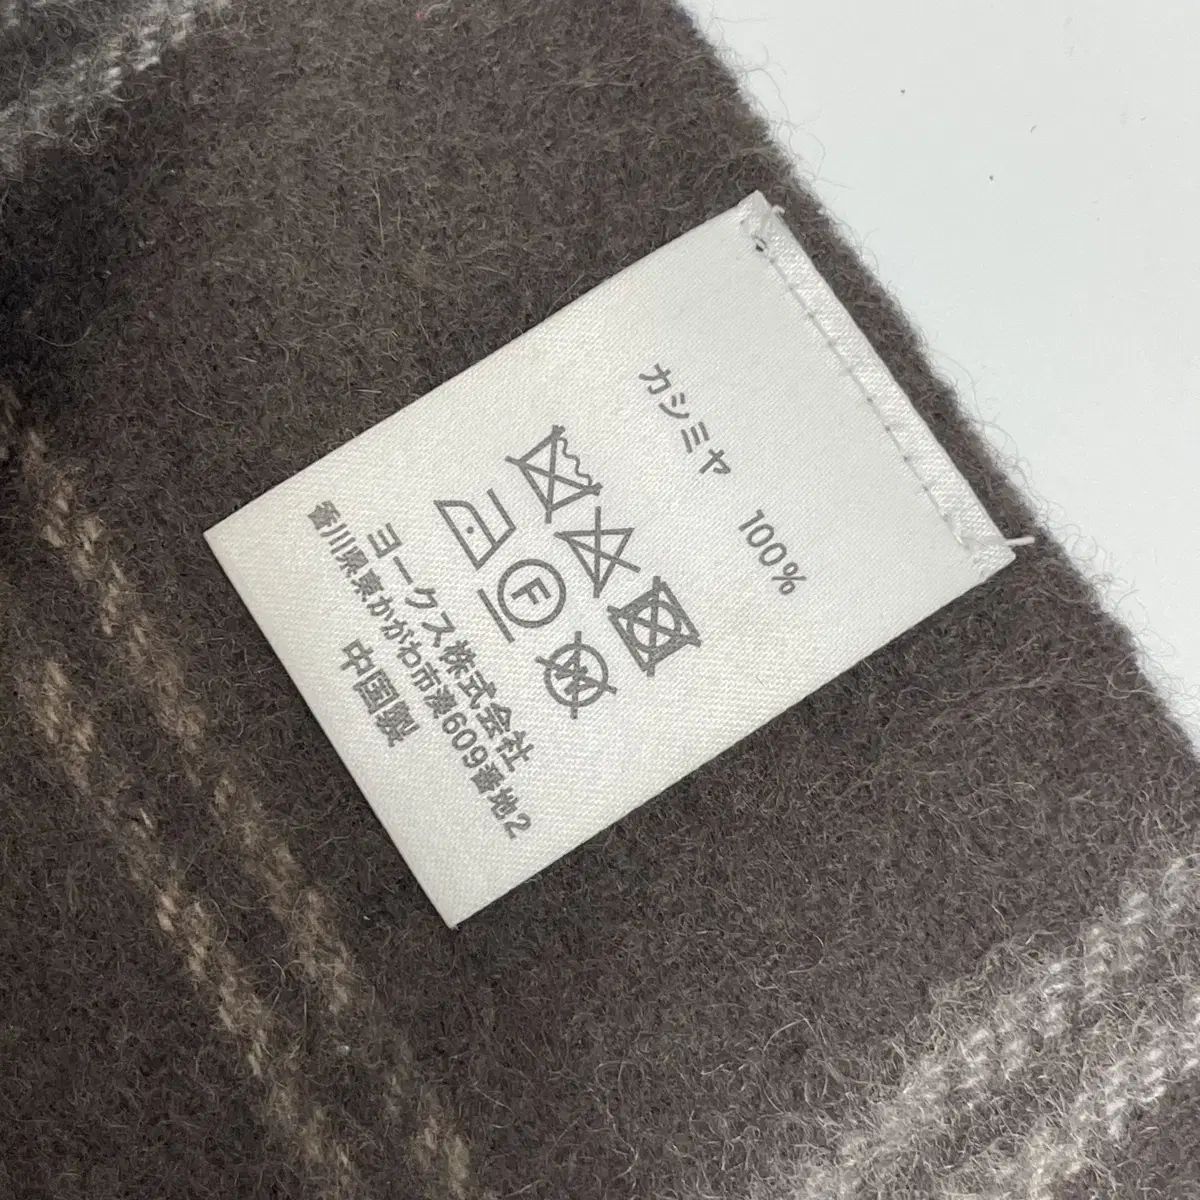 カシミヤ 100%
F
W
ヨークス株式会社
香川県東かがわ市湊609番地2
中国製